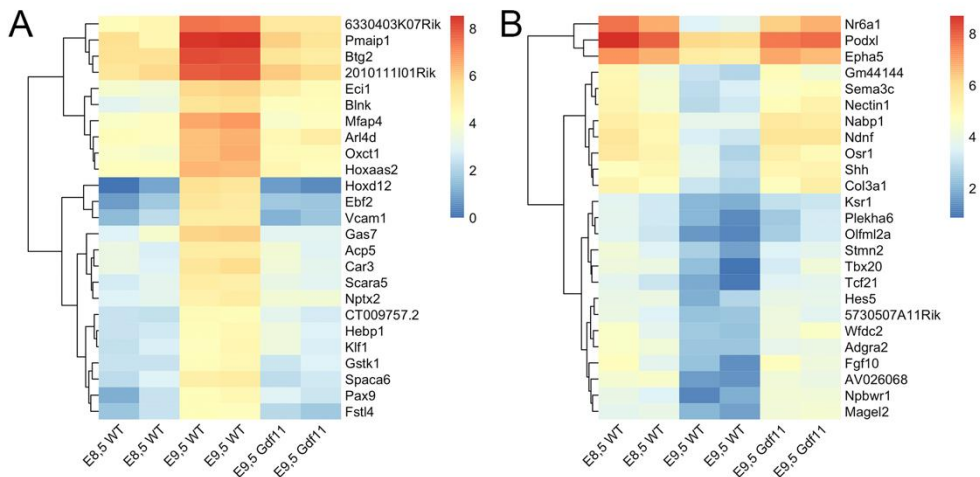 A
6330403K07Rik
Pmaip1
Btg2
2010111I01Rik
Eci1
Blnk
Mfap4
Arl4d
Oxct1
Hoxaas2
Hoxd12
Ebf2
Vcam1
Gas7
Acp5
Car3
Scara5
Nptx2
CT009757.2
Hebp1
Klf1
Gstk1
Spaca6
Pax9
Fstl4
8
6
4
2
0
E8,5 WT
E8,5 WT
E9,5 WT
E9,5 WT
E9,5 Gdf11
E9,5 Gdf11
B
Nr6a1
Podxl
Epha5
Gm44144
Sema3c
Nectin1
Nabp1
Ndnf
Osr1
Shh
Col3a1
Ksr1
Plekha6
Olfml2a
Stmn2
Tbx20
Tcf21
Hes5
5730507A11Rik
Wfdc2
Adgra2
Fgf10
AV026068
Npbwr1
Magel2
8
6
4
2
E8,5 WT
E8,5 WT
E9,5 WT
E9,5 WT
E9,5 Gdf11
E9,5 Gdf11